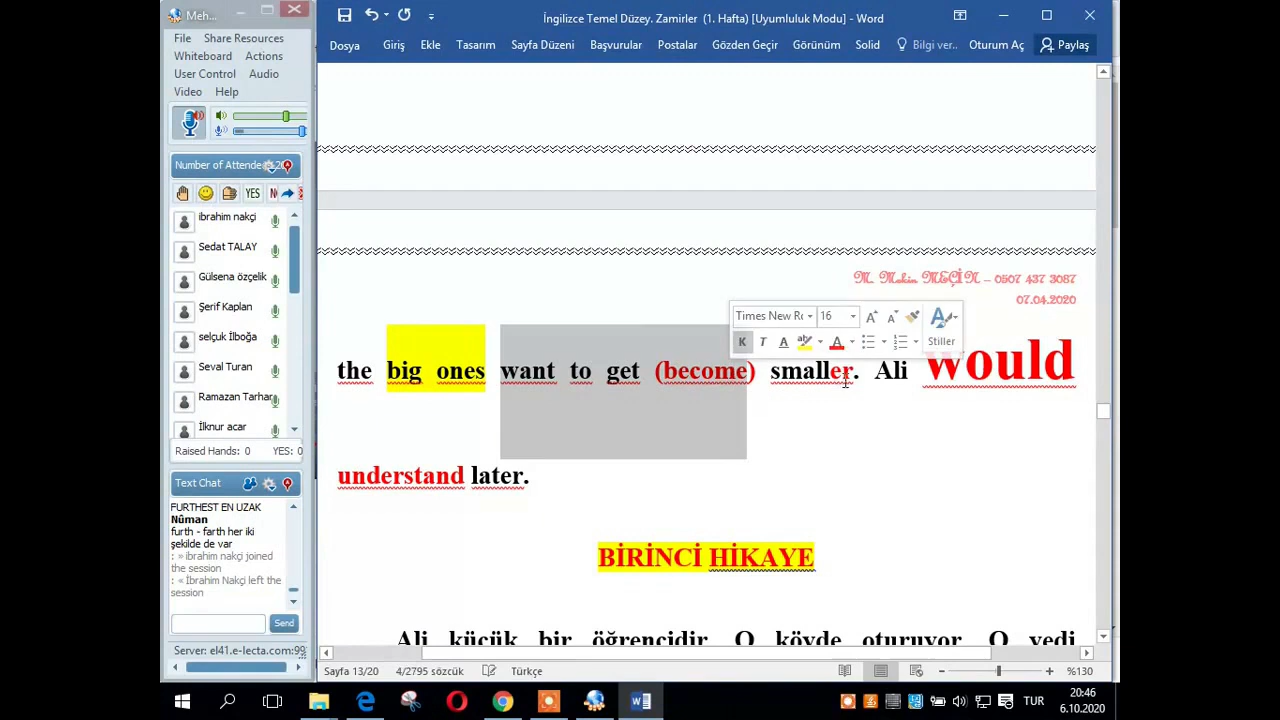 Meh...
File Share Resources
Whiteboard Actions
User Control Audio
Video Help
Number of Attende
YES
ibrahim nakçi
Sedat TALAY
Gülsena özçelik
Şerif Kaplan
selçuk İlboğa
Seval Turan
Ramazan Tarhan
İlknur acar
Raised Hands: 0 YES: 0
Text Chat
FURTHEST EN UZAK
Nûman
furth - farth her iki
şekilde de var
: » ibrahim nakçi joined
the session
: « İbrahim Nakçi left the
session
Send
Server: el41.e-lecta.com:99
İngilizce Temel Düzey. Zamirler (1. Hafta) [Uyumluluk Modu] - Word
Dosya Giriş Ekle Tasarım Sayfa Düzeni Başvurular Postalar Gözden Geçir Görünüm Solid Bilgi ver.. Oturum Aç Paylaş
M. Mekin MEÇİN – 0507 437 3087
07.04.2020
Times New Ro 16
K T A Stiller
the big ones want to get (become) smaller. Ali would
understand later.
BİRİNCİ HİKAYE
Ali küçük bir öğrencidir. O köyde oturuyor. O yedi
Sayfa 13/20 4/2795 sözcük Türkçe %130
TUR
20:46
6.10.2020